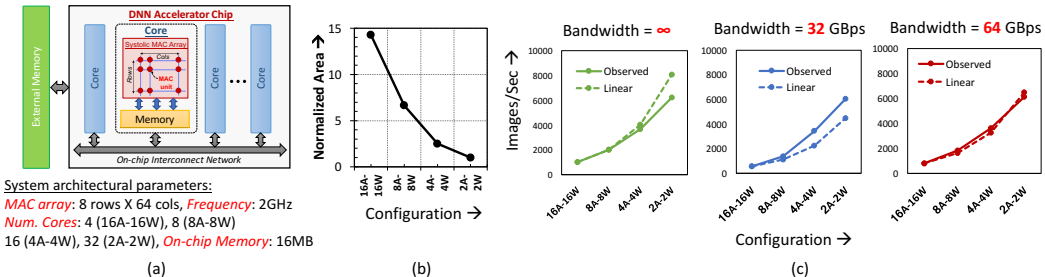 DNN Accelerator Chip
External Memory
Core
Core
Systolic MAC Array
Cols
Rows
MAC
unit
Memory
Core
Core
On-chip Interconnect Network
System architectural parameters:
MAC array: 8 rows X 64 cols, Frequency: 2GHz
Num. Cores: 4 (16A-16W), 8 (8A-8W)
16 (4A-4W), 32 (2A-2W), On-chip Memory: 16MB
(a)
Normalized Area →
15
10
5
0
16A-
16W
8A-
8W
4A-
4W
2A-
2W
Configuration →
(b)
Images/Sec →
Bandwidth = ∞
10000
8000
6000
4000
2000
0
Observed
Linear
16A-16W
8A-8W
4A-4W
2A-2W
Bandwidth = 32 GBps
10000
8000
6000
4000
2000
0
Observed
Linear
16A-16W
8A-8W
4A-4W
2A-2W
Bandwidth = 64 GBps
10000
8000
6000
4000
2000
0
Observed
Linear
16A-16W
8A-8W
4A-4W
2A-2W
Configuration →
(c)